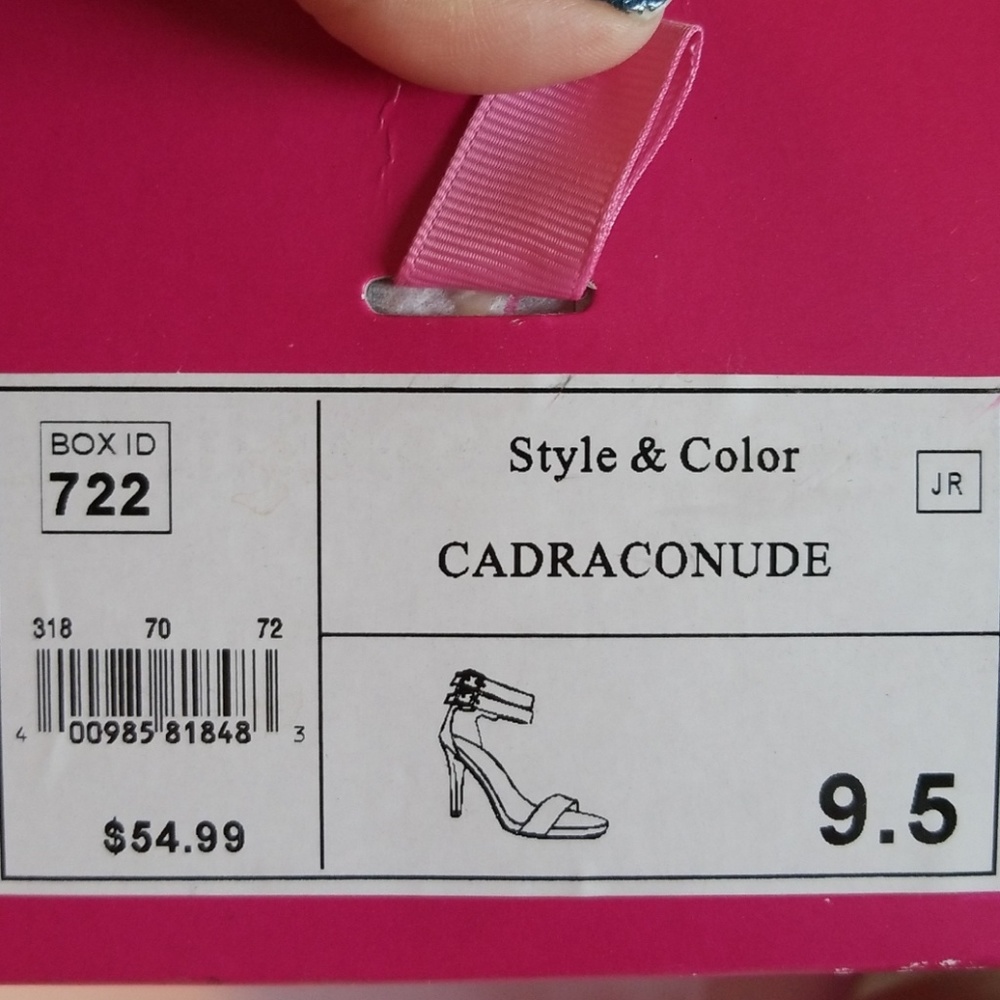 BOX ID
722
318 70 72
4 00985 81848 3
$54.99
Style & Color
JR
CADRACONUDE
9.5